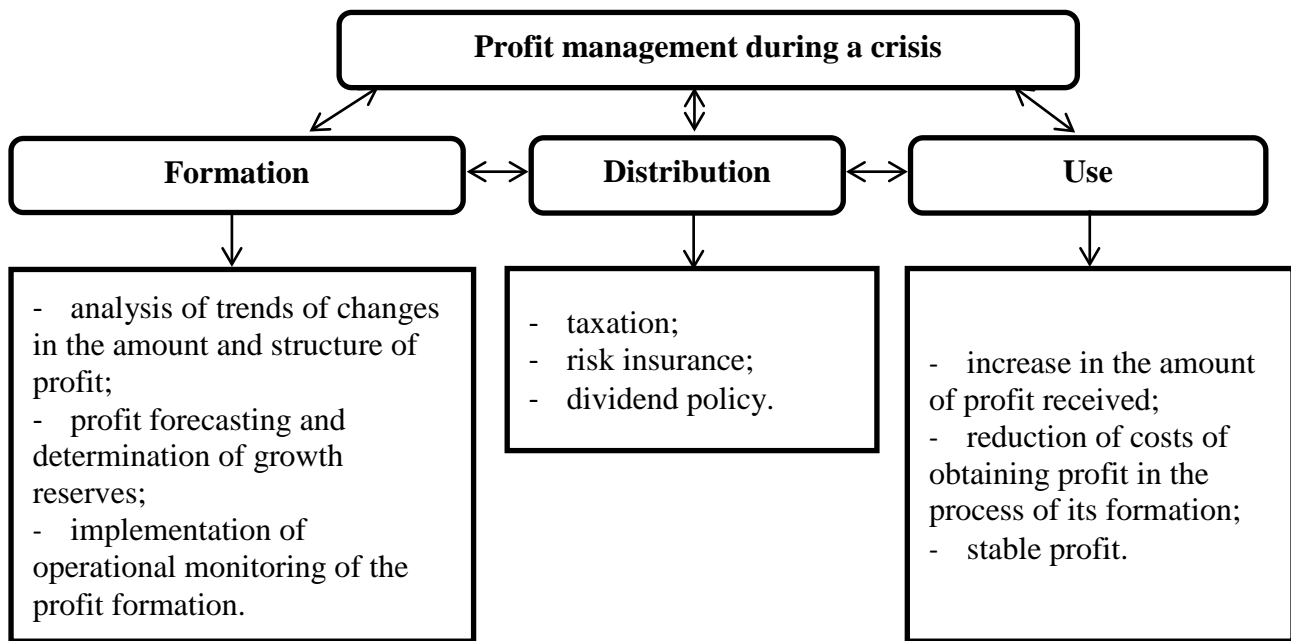 Profit management during a crisis
Formation
Distribution
Use
- analysis of trends of changes
in the amount and structure of
profit;
- profit forecasting and
determination of growth
reserves;
- implementation of
operational monitoring of the
profit formation.
- taxation;
- risk insurance;
- dividend policy.
- increase in the amount
of profit received;
- reduction of costs of
obtaining profit in the
process of its formation;
- stable profit.